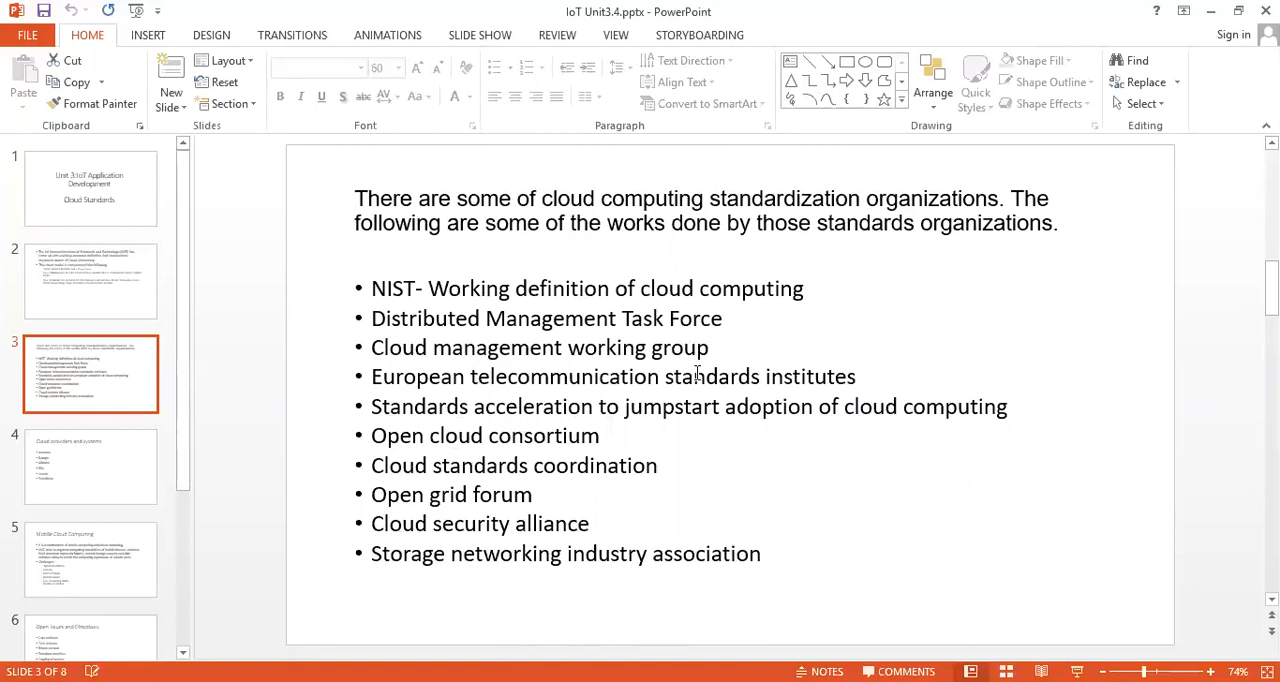 IoT Unit3.4.pptx - PowerPoint
FILE HOME INSERT DESIGN TRANSITIONS ANIMATIONS SLIDE SHOW REVIEW VIEW STORYBOARDING Sign in
Paste
Cut
Copy
Format Painter
Clipboard
New
Slide
Layout
Reset
Section
Slides
60
Font
Text Direction
Align Text
Convert to SmartArt
Paragraph
Arrange
Quick
Styles
Shape Fill
Shape Outline
Shape Effects
Drawing
Find
Replace
Select
Editing
1
Unit 3:IoT Application
Development
Cloud Standards
2
3
4
Cloud providers and systems
5
Mobile Cloud Computing
6
Open Issues and Directions
There are some of cloud computing standardization organizations. The
following are some of the works done by those standards organizations.
• NIST- Working definition of cloud computing
• Distributed Management Task Force
• Cloud management working group
• European telecommunication standards institutes
• Standards acceleration to jumpstart adoption of cloud computing
• Open cloud consortium
• Cloud standards coordination
• Open grid forum
• Cloud security alliance
• Storage networking industry association
SLIDE 3 OF 8 NOTES COMMENTS 74%